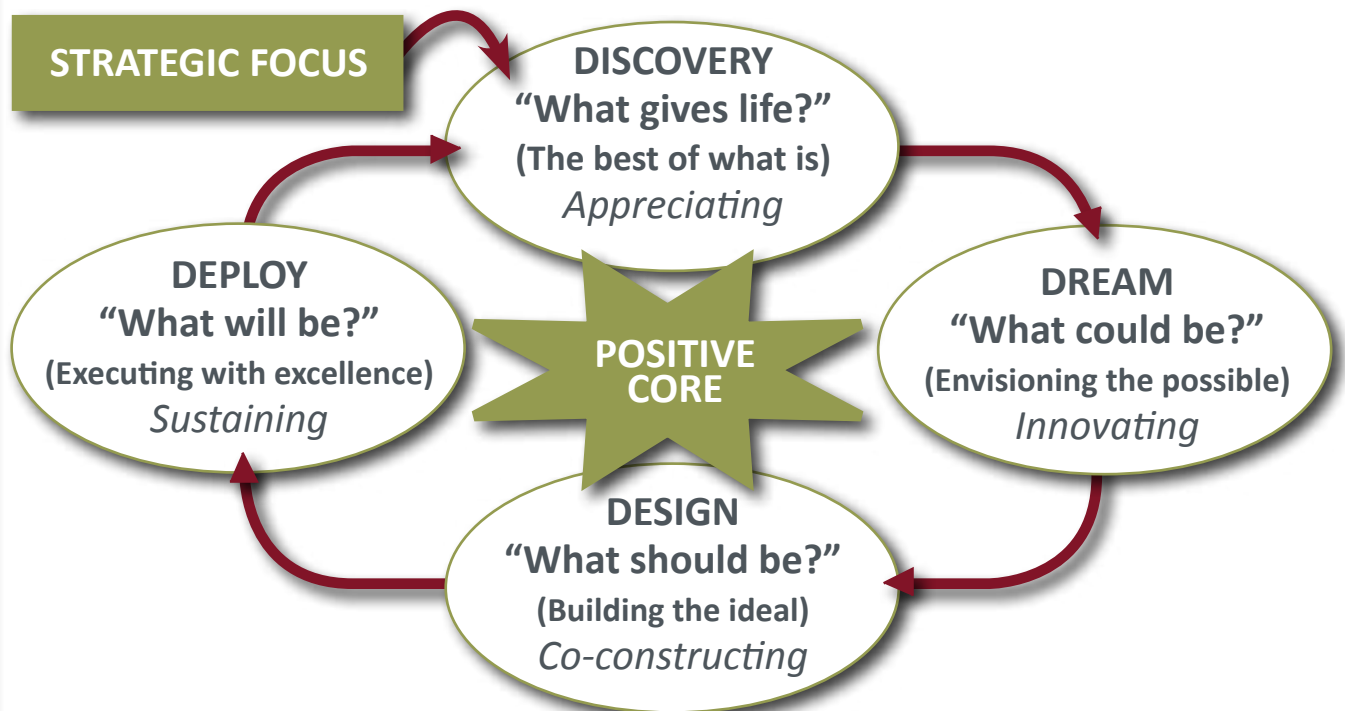 STRATEGIC FOCUS
DISCOVERY
“What gives life?”
(The best of what is)
Appreciating
DREAM
“What could be?”
(Envisioning the possible)
Innovating
DESIGN
“What should be?”
(Building the ideal)
Co-constructing
DEPLOY
“What will be?”
(Executing with excellence)
Sustaining
POSITIVE
CORE